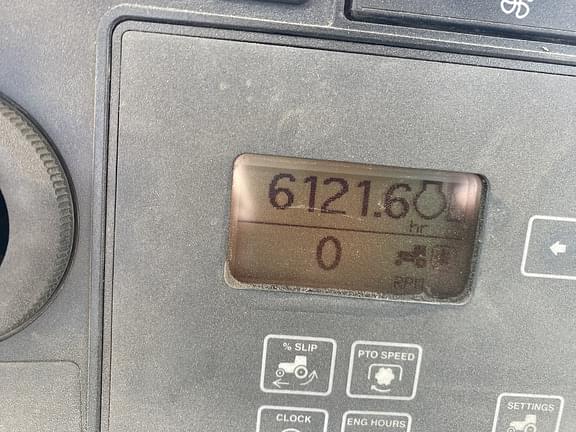 6121.6
hr
0
RPM
% SLIP
PTO SPEED
SETTINGS
CLOCK
ENG HOURS